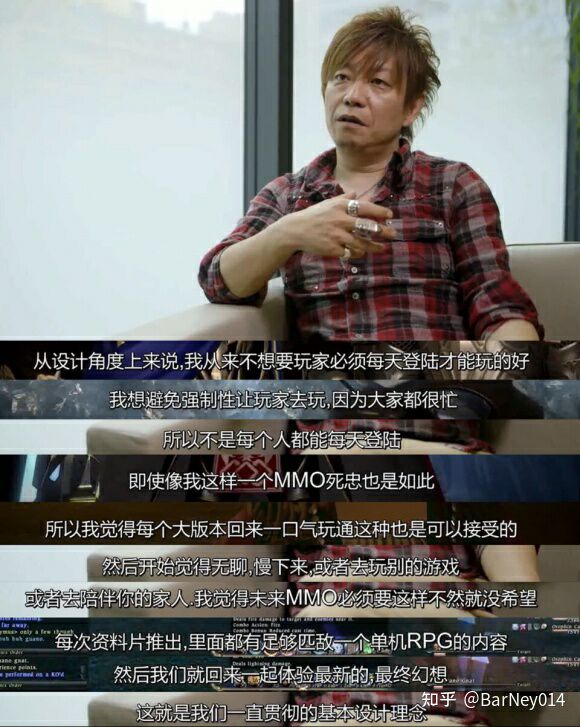 从设计角度上来说,我从来不想要玩家必须每天登陆才能玩的好
我想避免强制性让玩家去玩,因为大家都很忙
所以不是每个人都能每天登陆
即使像我这样一个MMO死忠也是如此
所以我觉得每个大版本回来一口气玩通这种也是可以接受的
然后开始觉得无聊,慢下来,或者去玩别的游戏
或者去陪伴你的家人.我觉得未来MMO必须要这样不然就没希望
每次资料片推出,里面都有足够匹敌一个单机RPG的内容
然后我们就回来,一起体验最新的,最终幻想
这就是我们一直贯彻的基本设计理念
知乎 @BarNey014